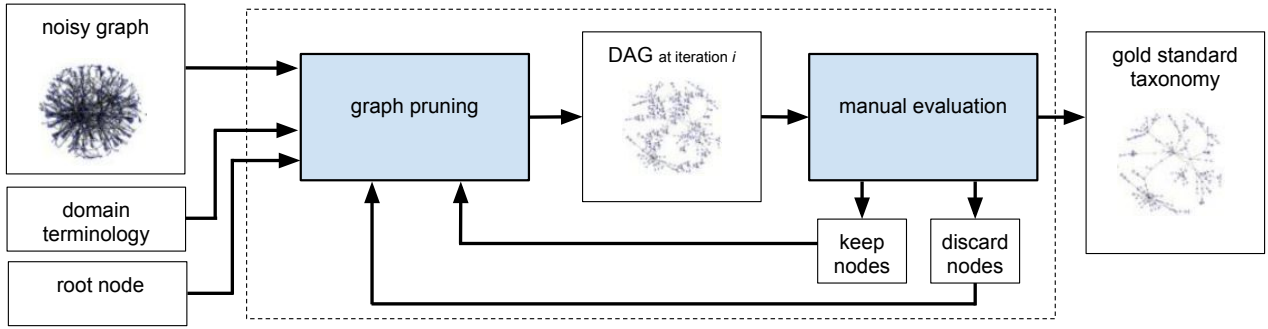 noisy graph
domain
terminology
root node
graph pruning
DAG at iteration i
manual evaluation
keep
nodes
discard
nodes
gold standard
taxonomy